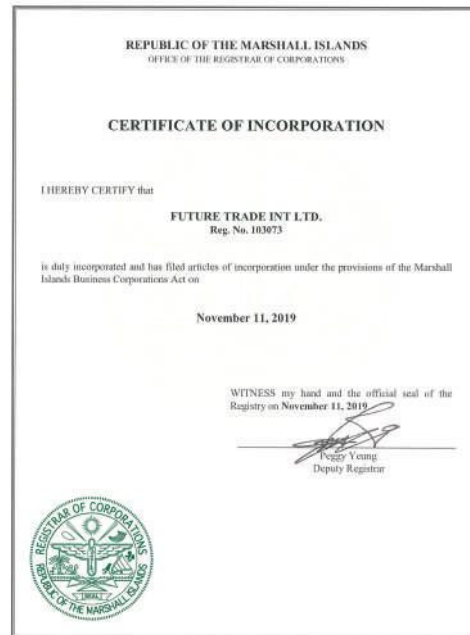 REPUBLIC OF THE MARSHALL ISLANDS
OFFICE OF THE REGISTRAR OF CORPORATIONS
CERTIFICATE OF INCORPORATION
I HEREBY CERTIFY that
FUTURE TRADE INT LTD.
Reg. No. 103073
is duly incorporated and has filed articles of incorporation under the provisions of the Marshall
Islands Business Corporations Act on
November 11, 2019
WITNESS my hand and the official seal of the
Registry on November 11, 2019
Peggy Yeung
Deputy Registrar
REGISTRAR OF CORPORATIONS
REPUBLIC OF THE MARSHALL ISLANDS
SEAL